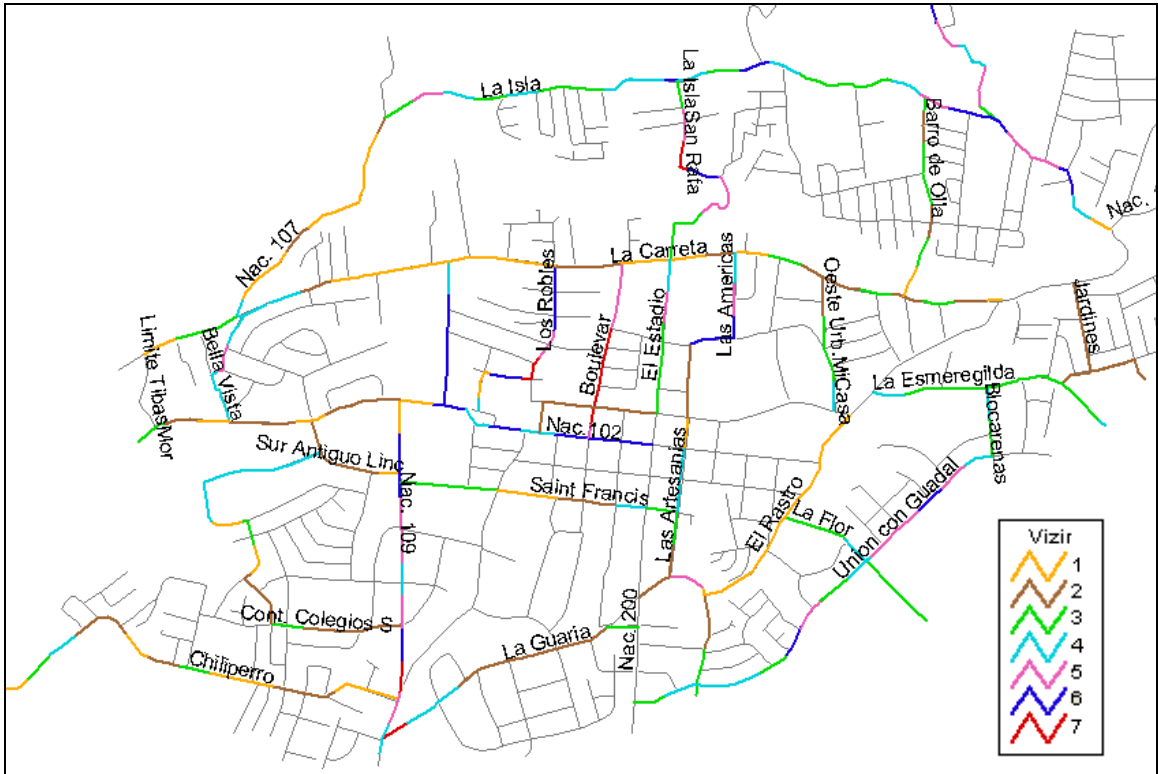 La Isla
La Isla
San Rafa
Barro de Olla
Nac.
Nac. 107
La Carreta
Los Robles
Las Americas
Oeste Urb.MiCasa
Jardines
Limite TibasMor
Bella Vista
Boulevar
El Estadio
La Esmeregilda
Blocarenas
Nac.102
Sur Antiguo Linc
Nac. 109
Saint Francis
Las Artesanias
El Rastro
La Flor
Union con Guadal
Cont. Colegios S
Chiliperro
La Guaria
Nac. 200
Vizir
1
2
3
4
5
6
7